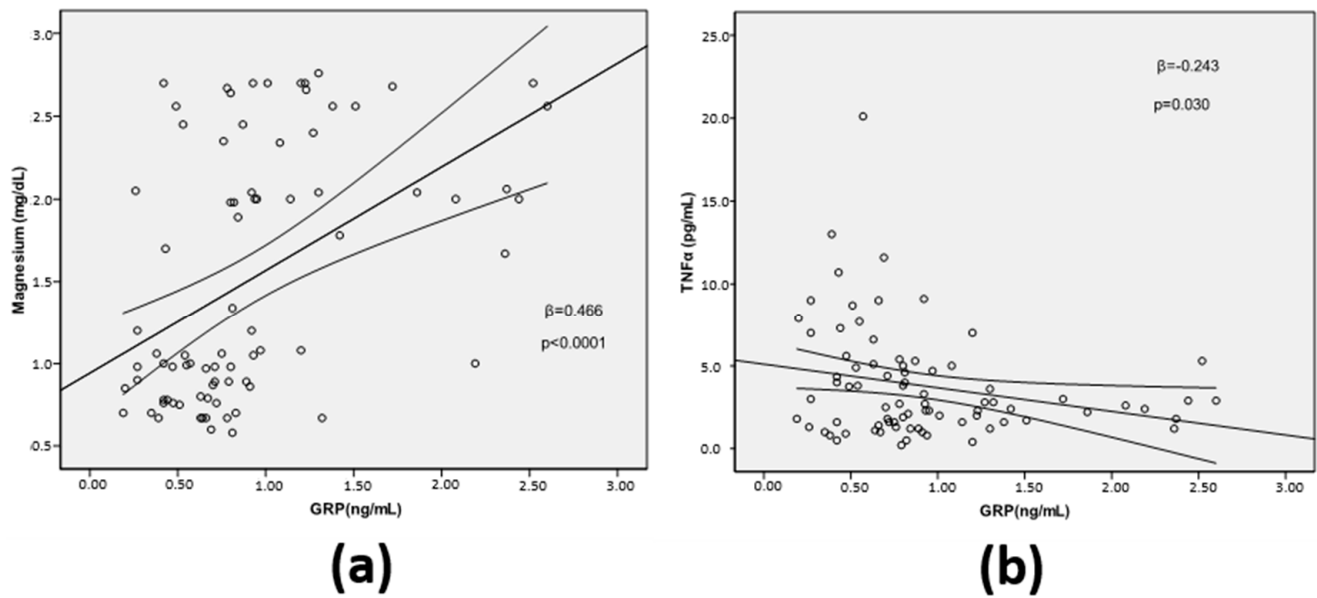 3.0
2.5
2.0
1.5
1.0
0.5
Magnesium (mg/dL)
β=0.466
p<0.0001
0.00 0.50 1.00 1.50 2.00 2.50 3.00
GRP(ng/mL)
(a)
25.0
20.0
15.0
10.0
5.0
0.0
TNFα (pg/mL)
β=-0.243
p=0.030
0.00 0.50 1.00 1.50 2.00 2.50 3.00
GRP(ng/mL)
(b)